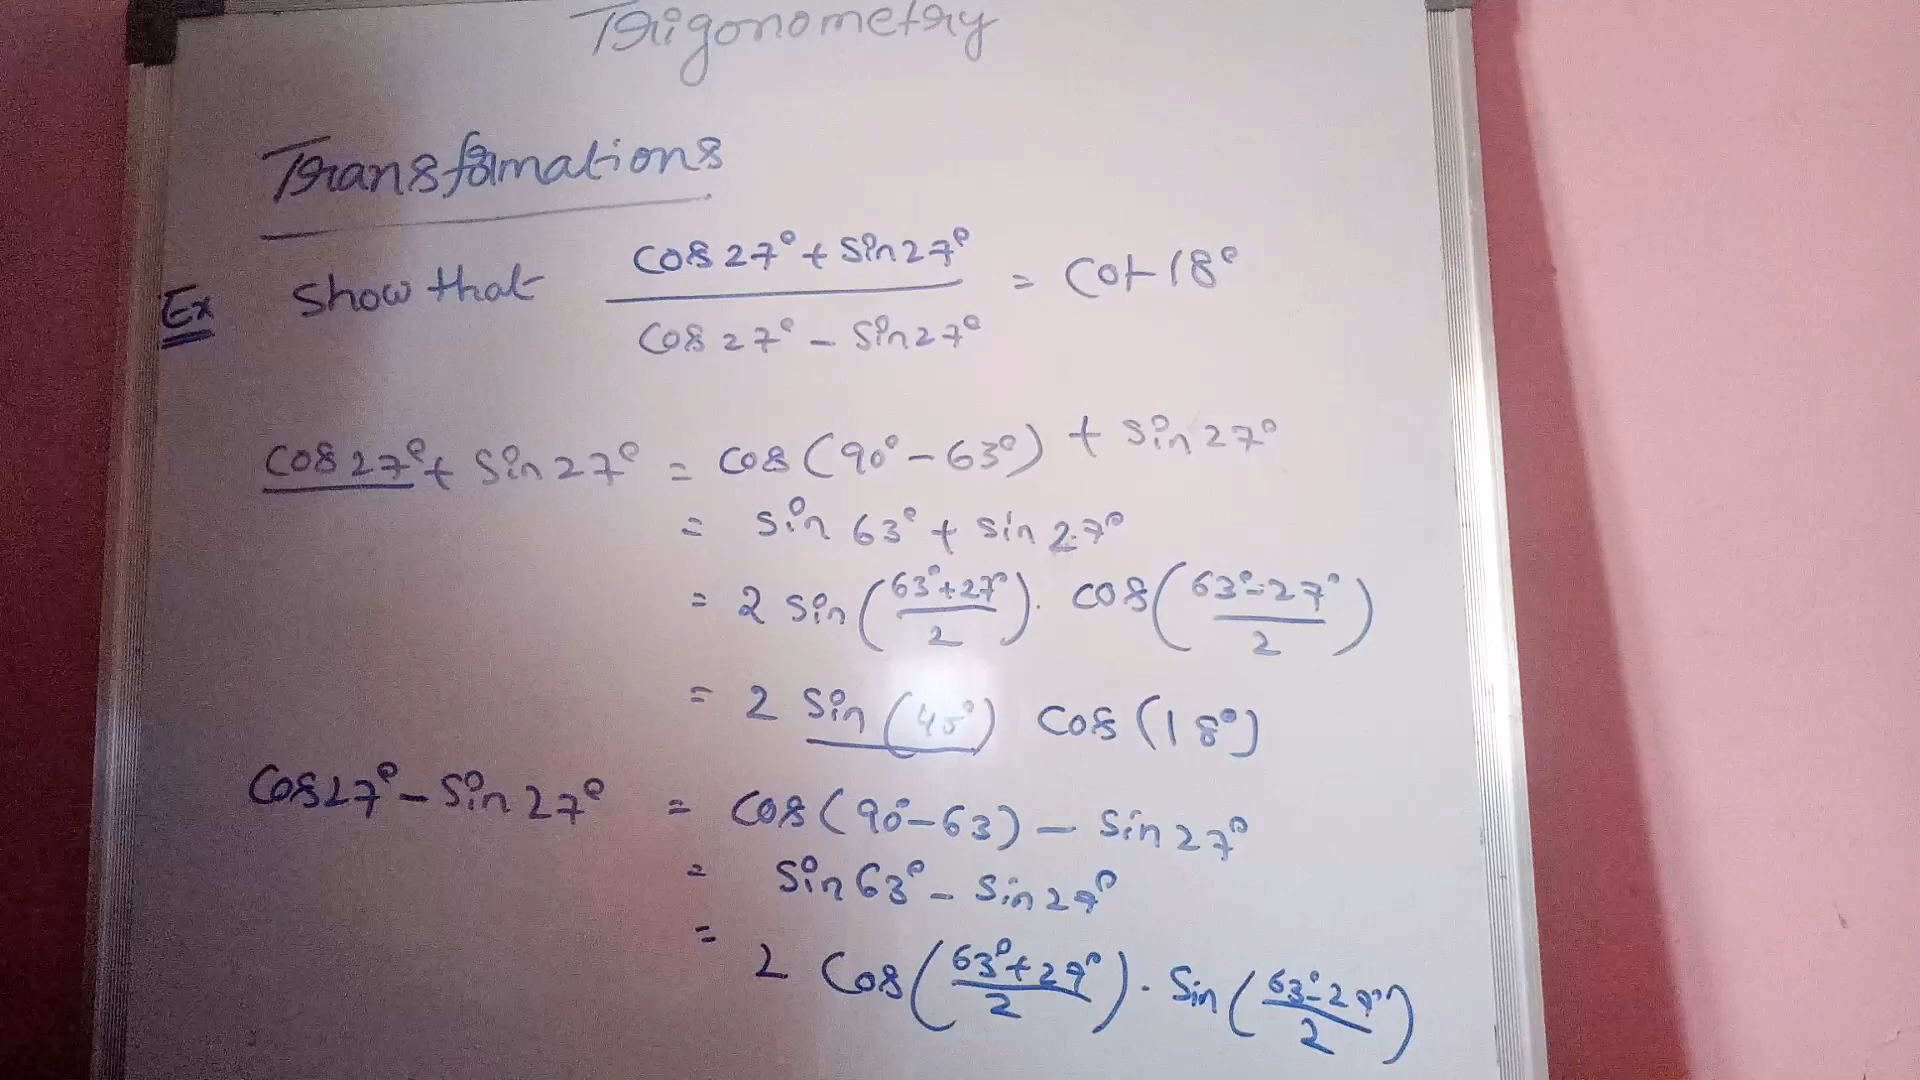 Trigonometry
Transformations
Ex Show that (cos 27° + sin 27°) / (cos 27° - sin 27°) = cot 18°
cos 27° + sin 27° = cos (90° - 63°) + sin 27°
= sin 63° + sin 27°
= 2 sin ((63° + 27°)/2) . cos ((63° - 27°)/2)
= 2 sin (45°) cos (18°)
cos 27° - sin 27° = cos (90° - 63) - sin 27°
= sin 63° - sin 27°
= 2 cos ((63° + 27°)/2) . sin ((63° - 27°)/2)